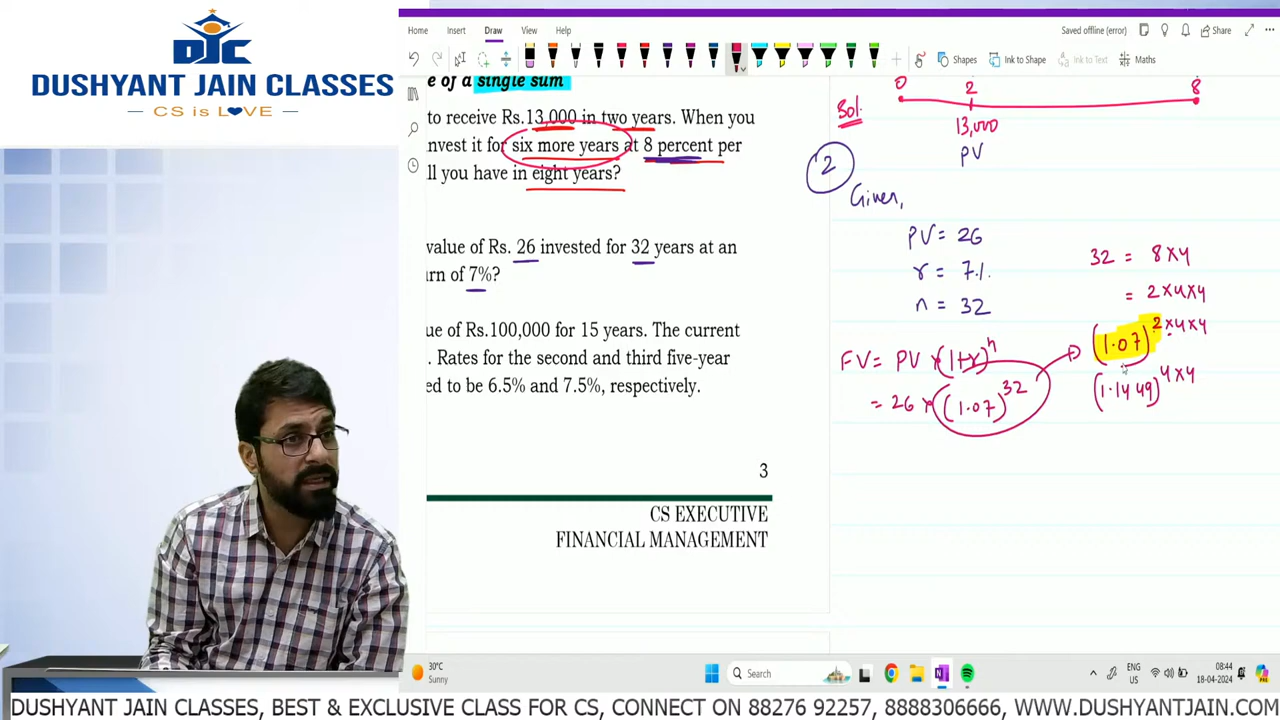 DJC
DUSHYANT JAIN CLASSES
CS is LOVE
Home Insert Draw View Help
Saved offline (error)
Share
Shapes
Ink to Shape
Ink to Text
Maths
e of a single sum
to receive Rs.13,000 in two years. When you
nvest it for six more years at 8 percent per
ll you have in eight years?
value of Rs. 26 invested for 32 years at an
urn of 7%?
ue of Rs.100,000 for 15 years. The current
. Rates for the second and third five-year
ed to be 6.5% and 7.5%, respectively.
3
CS EXECUTIVE
FINANCIAL MANAGEMENT
0 2 8
Sol.
13,000
PV
2
Given,
PV = 26
r = 7%
n = 32
FV = PV × (1+r)^n
= 26 × (1.07)^32
32 = 8×4
= 2×4×4
(1.07)^2×4×4
(1.1449)^4×4
30°C
Sunny
Search
ENG
US
08:44
18-04-2024
DUSHYANT JAIN CLASSES, BEST & EXCLUSIVE CLASS FOR CS, CONNECT ON 88276 92257, 8888306666, WWW.DUSHYANTJAIN.COM